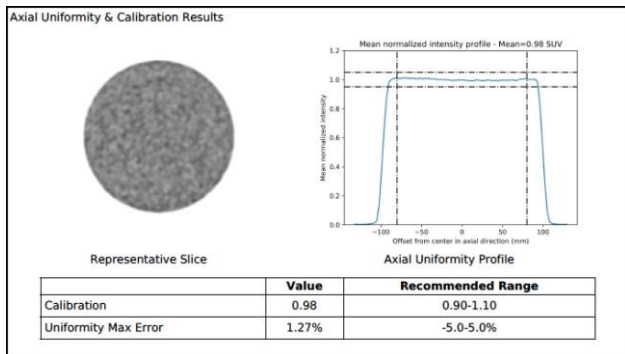 Axial Uniformity & Calibration Results
Mean normalized intensity profile - Mean=0.98 SUV
Mean normalized intensity
1.2
1.0
0.8
0.6
0.4
0.2
0.0
−100 −50 0 50 100
Offset from center in axial direction (mm)
Representative Slice
Axial Uniformity Profile
Value Recommended Range
Calibration 0.98 0.90-1.10
Uniformity Max Error 1.27% -5.0-5.0%